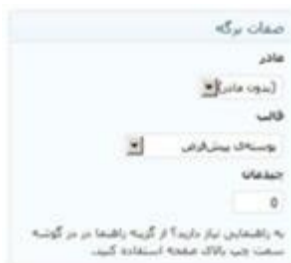 صفات برگه
مادر
(بدون مادر)
قالب
پوسته‌ی پیش‌فرض
چیدمان
0
به راهنمایی نیاز دارید؟ از گزینه راهنما در در گوشه
سمت چپ بالای صفحه استفاده کنید.